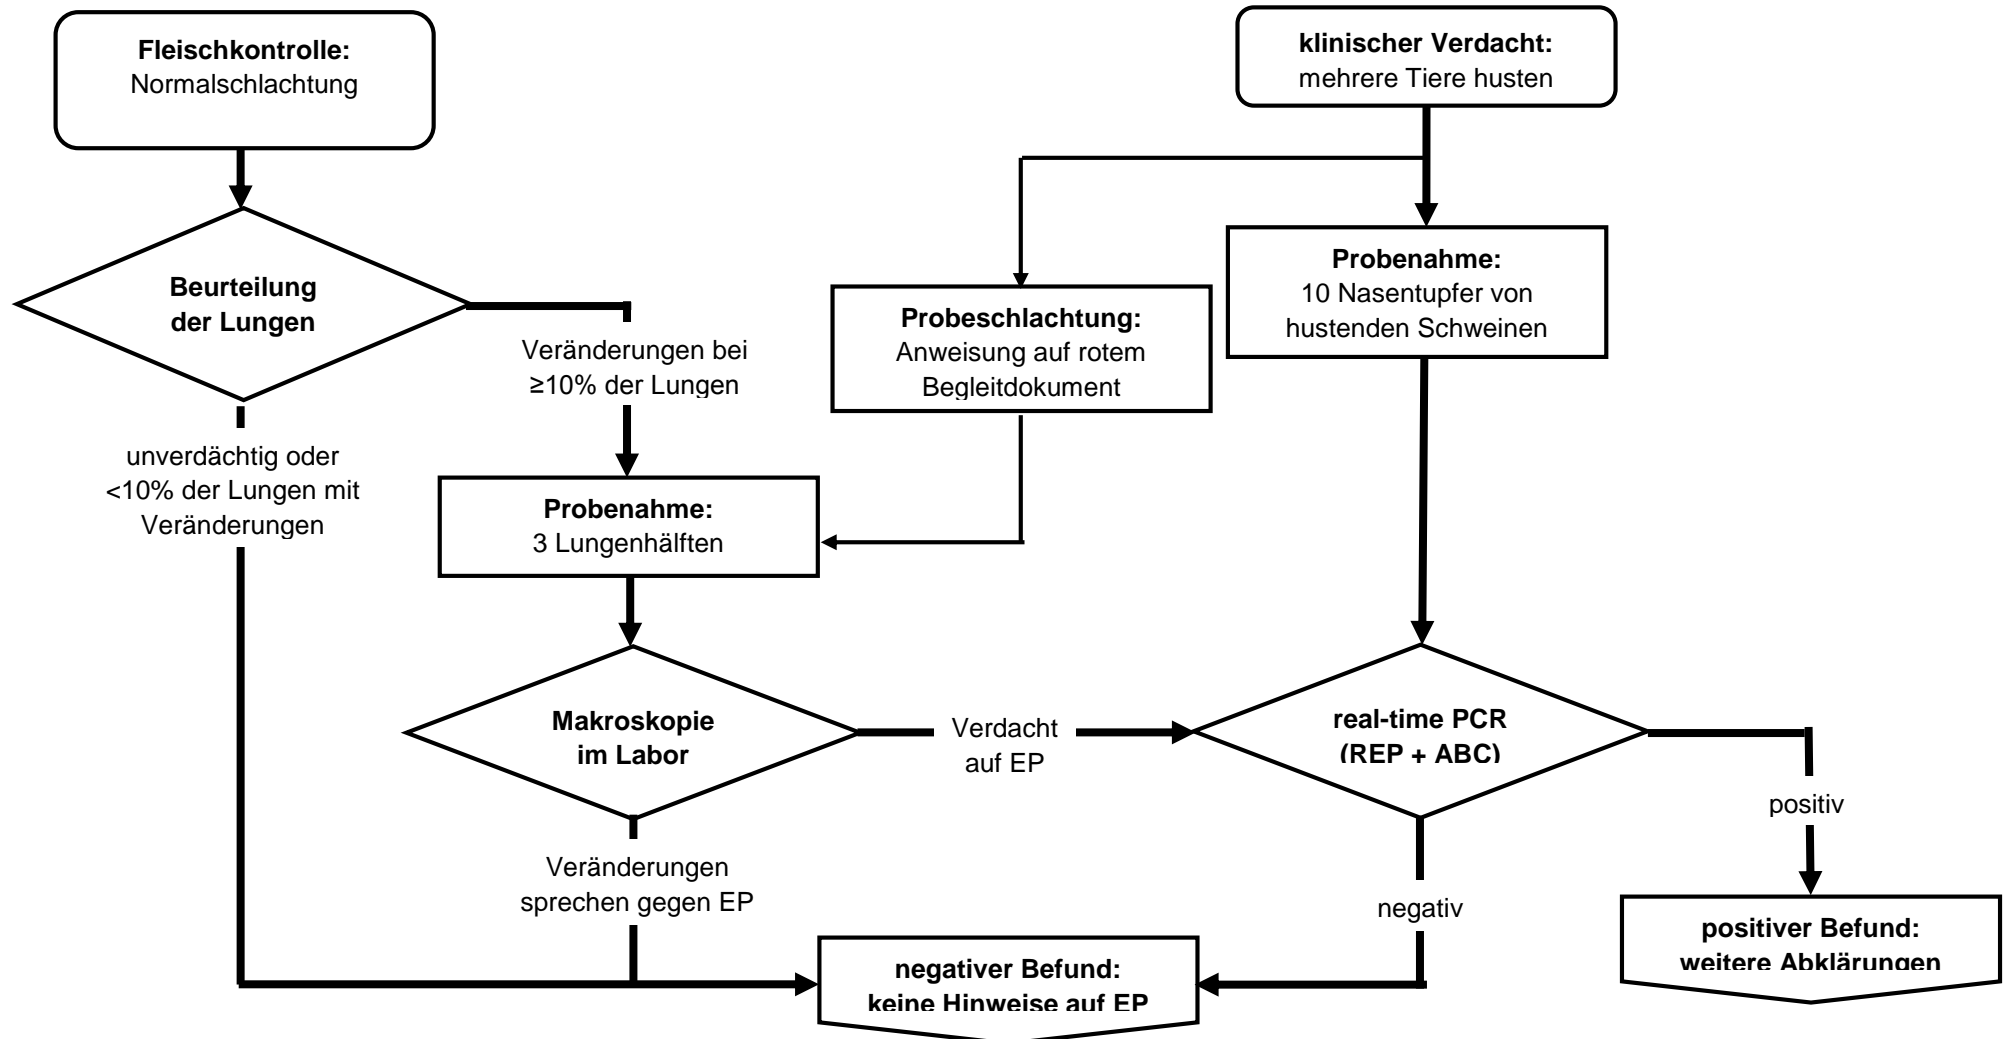 Fleischkontrolle:
Normalschlachtung
klinischer Verdacht:
mehrere Tiere husten
Beurteilung
der Lungen
Veränderungen bei
≥10% der Lungen
Probeschlachtung:
Anweisung auf rotem
Begleitdokument
Probenahme:
10 Nasentupfer von
hustenden Schweinen
unverdächtig oder
<10% der Lungen mit
Veränderungen
Probenahme:
3 Lungenhälften
Makroskopie
im Labor
Verdacht
auf EP
real-time PCR
(REP + ABC)
positiv
Veränderungen
sprechen gegen EP
negativ
negativer Befund:
keine Hinweise auf EP
positiver Befund:
weitere Abklärungen